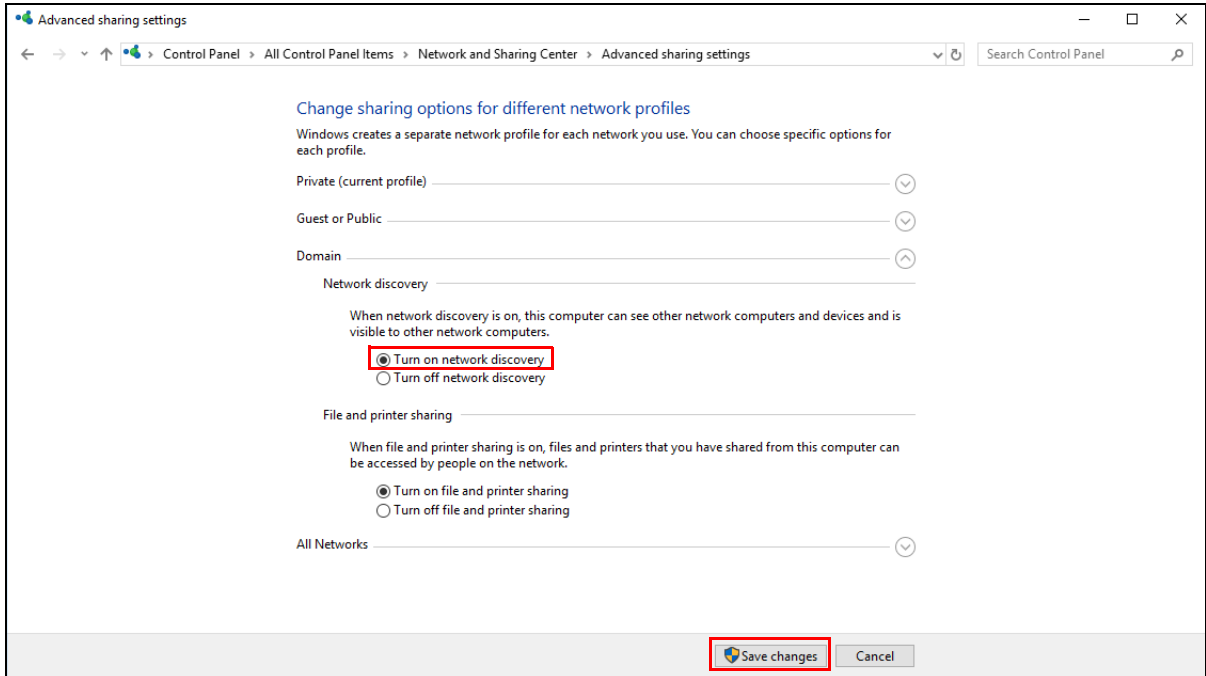 Advanced sharing settings
Control Panel > All Control Panel Items > Network and Sharing Center > Advanced sharing settings
Search Control Panel
Change sharing options for different network profiles
Windows creates a separate network profile for each network you use. You can choose specific options for
each profile.
Private (current profile)
Guest or Public
Domain
Network discovery
When network discovery is on, this computer can see other network computers and devices and is
visible to other network computers.
Turn on network discovery
Turn off network discovery
File and printer sharing
When file and printer sharing is on, files and printers that you have shared from this computer can
be accessed by people on the network.
Turn on file and printer sharing
Turn off file and printer sharing
All Networks
Save changes
Cancel